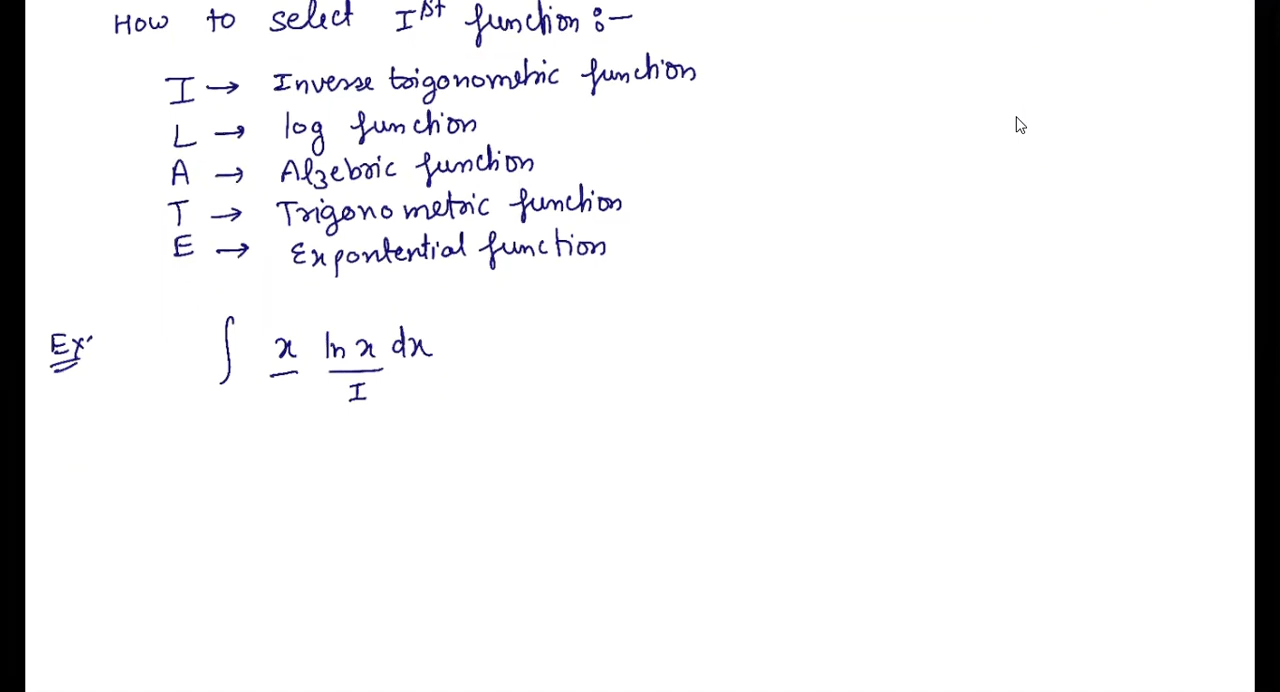 How to select Ist function :-
I → Inverse trigonometric function
L → log function
A → Algebric function
T → Trigonometric function
E → Expontential function
Ex. ∫ x ln x dx
I